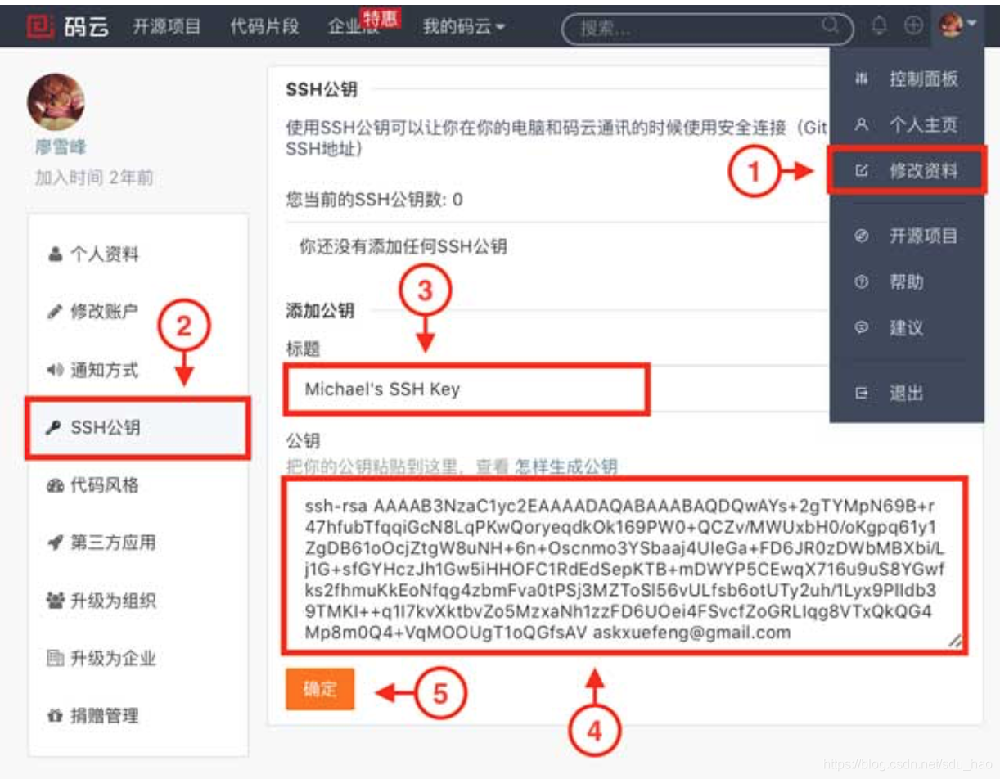 码云 开源项目 代码片段 企业版 特惠 我的码云 搜索...
控制面板
个人主页
修改资料
开源项目
帮助
建议
退出
廖雪峰
加入时间 2年前
个人资料
修改账户
通知方式
SSH公钥
代码风格
第三方应用
升级为组织
升级为企业
捐赠管理
SSH公钥
使用SSH公钥可以让你在你的电脑和码云通讯的时候使用安全连接（Git
SSH地址）
您当前的SSH公钥数: 0
你还没有添加任何SSH公钥
添加公钥
标题
Michael's SSH Key
公钥
把你的公钥粘贴到这里，查看 怎样生成公钥
ssh-rsa AAAAB3NzaC1yc2EAAAADAQABAAABAQDQwAYs+2gTYMpN69B+r
47hfubTfqqiGcN8LqPKwQoryeqdkOk169PW0+QCZv/MWUxbH0/oKgpq61y1
ZgDB61oOcjZtgW8uNH+6n+Oscnmo3YSbaaj4UIeGa+FD6JR0zDWbMBXbi/L
j1G+sfGYHczJh1Gw5iHHOFC1RdEdSepKTB+mDWYP5CEwqX716u9uS8YGwf
ks2fhmuKkEoNfqg4zbmFva0tPSj3MZToSI56vULfsb6otUTy2uh/1Lyx9PIIdb3
9TMKI++q1I7kvXktbvZo5MzxaNh1zzFD6UOei4FSvcfZoGRLIqg8VTxQkQG4
Mp8m0Q4+VqMOOUgT1oQGfsAV askxuefeng@gmail.com
确定
1
2
3
4
5
https://blog.csdn.net/sdu_hao